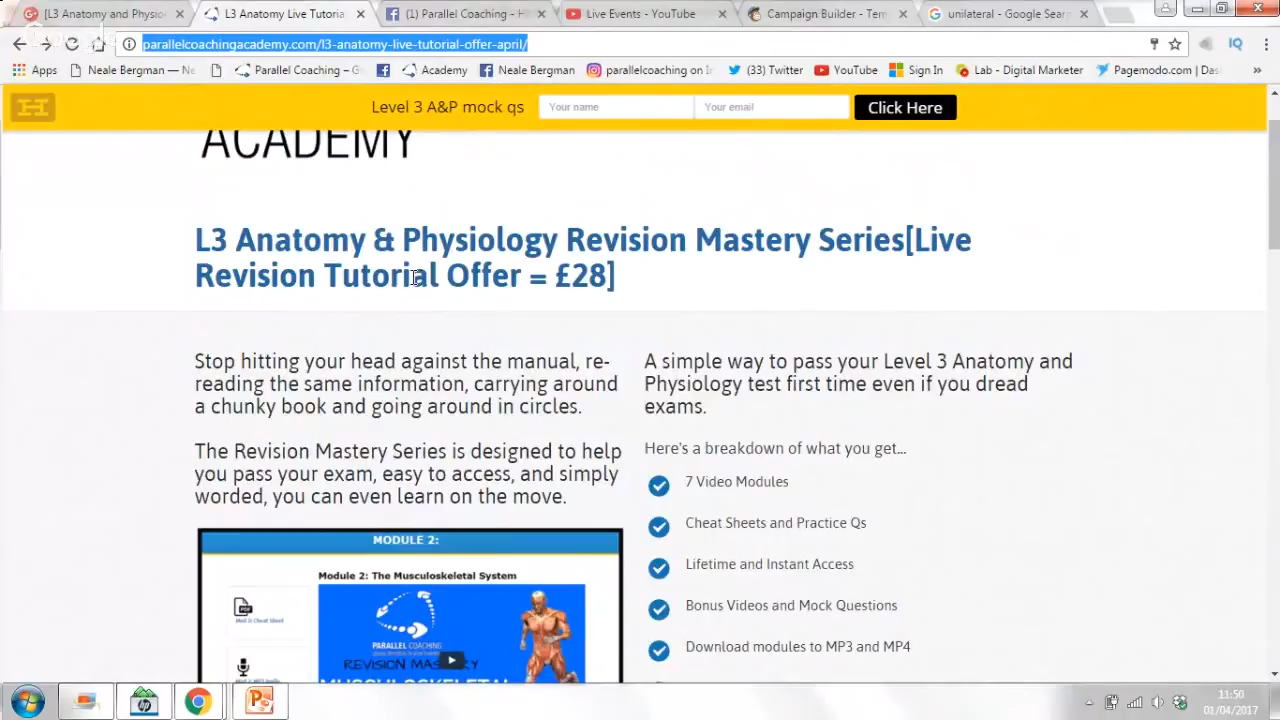 [L3 Anatomy and Physio
L3 Anatomy Live Tutoria
(1) Parallel Coaching - H
Live Events - YouTube
Campaign Builder - Tem
unilateral - Google Sear
parallelcoachingacademy.com/l3-anatomy-live-tutorial-offer-april/
Apps
Neale Bergman — Ne
Parallel Coaching – G
Academy
Neale Bergman
parallelcoaching on In
(33) Twitter
YouTube
Sign In
Lab - Digital Marketer
Pagemodo.com | Das
Level 3 A&P mock qs
Your name
Your email
Click Here
ACADEMY
L3 Anatomy & Physiology Revision Mastery Series[Live
Revision Tutorial Offer = £28]
Stop hitting your head against the manual, re-
reading the same information, carrying around
a chunky book and going around in circles.
The Revision Mastery Series is designed to help
you pass your exam, easy to access, and simply
worded, you can even learn on the move.
MODULE 2:
Module 2: The Musculoskeletal System
Mod 2: Cheat Sheet
PARALLEL COACHING
REVISION MASTERY
MUSCULOSKELETAL
A simple way to pass your Level 3 Anatomy and
Physiology test first time even if you dread
exams.
Here's a breakdown of what you get...
7 Video Modules
Cheat Sheets and Practice Qs
Lifetime and Instant Access
Bonus Videos and Mock Questions
Download modules to MP3 and MP4
11:50
01/04/2017